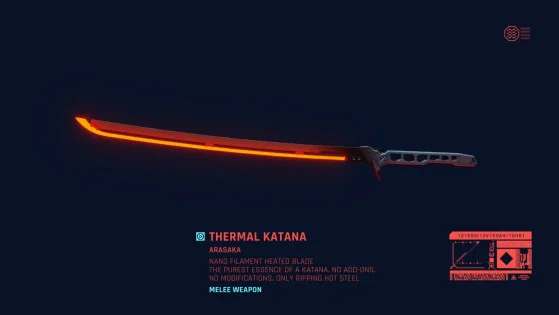 THERMAL KATANA
ARASAKA
NANO FILAMENT HEATED BLADE
THE PUREST ESSENCE OF A KATANA. NO ADD-ONS,
NO MODIFICATIONS. ONLY RIPPING HOT STEEL
MELEE WEAPON